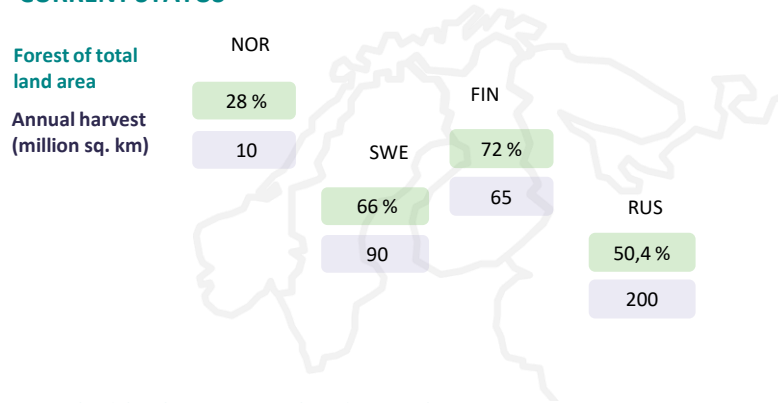 NOR
Forest of total
land area
28 %
FIN
Annual harvest
(million sq. km)
10
SWE
72 %
66 %
65
RUS
90
50,4 %
200